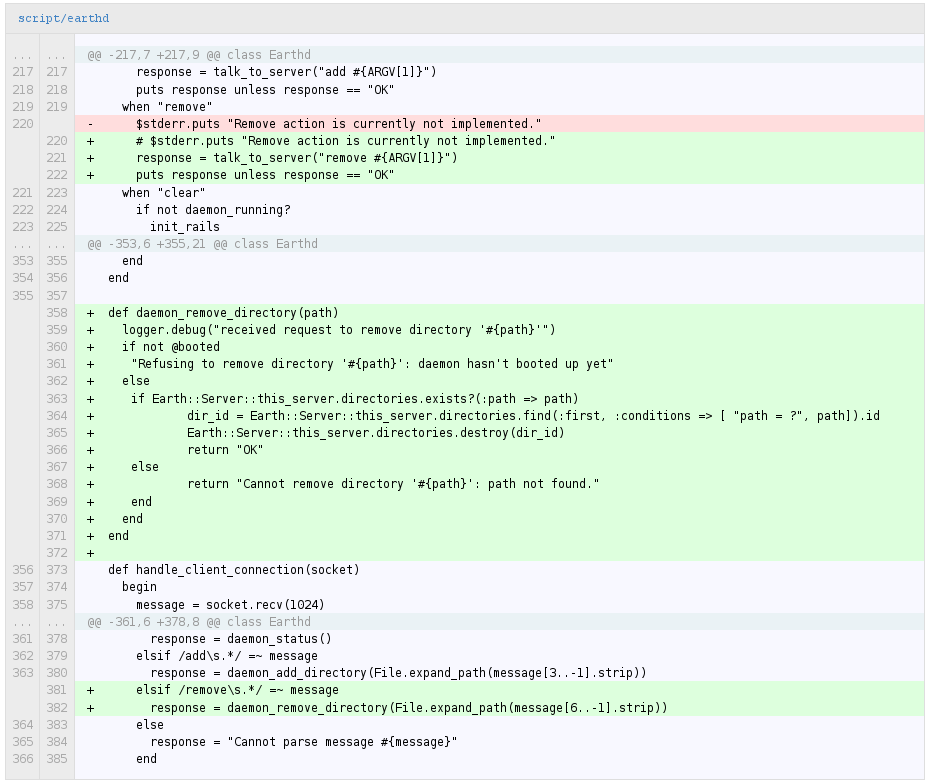 script/earthd
... ... @@ -217,7 +217,9 @@ class Earthd
217 217       response = talk_to_server("add #{ARGV[1]}")
218 218       puts response unless response == "OK"
219 219     when "remove"
220     -       $stderr.puts "Remove action is currently not implemented."
    220 +       # $stderr.puts "Remove action is currently not implemented."
    221 +       response = talk_to_server("remove #{ARGV[1]}")
    222 +       puts response unless response == "OK"
221 223     when "clear"
222 224       if not daemon_running?
223 225         init_rails
... ... @@ -353,6 +355,21 @@ class Earthd
353 355     end
354 356   end
355 357
    358 +   def daemon_remove_directory(path)
    359 +     logger.debug("received request to remove directory '#{path}'")
    360 +     if not @booted
    361 +      "Refusing to remove directory '#{path}': daemon hasn't booted up yet"
    362 +     else
    363 +      if Earth::Server::this_server.directories.exists?(:path => path)
    364 +              dir_id = Earth::Server::this_server.directories.find(:first, :conditions => [ "path = ?", path]).id
    365 +              Earth::Server::this_server.directories.destroy(dir_id)
    366 +              return "OK"
    367 +      else
    368 +              return "Cannot remove directory '#{path}': path not found."
    369 +      end
    370 +     end
    371 +   end
    372 +
356 373   def handle_client_connection(socket)
357 374     begin
358 375       message = socket.recv(1024)
... ... @@ -361,6 +378,8 @@ class Earthd
361 378         response = daemon_status()
362 379       elsif /add\s.*/ =~ message
363 380         response = daemon_add_directory(File.expand_path(message[3..-1].strip))
    381 +       elsif /remove\s.*/ =~ message
    382 +         response = daemon_remove_directory(File.expand_path(message[6..-1].strip))
364 383       else
365 384         response = "Cannot parse message #{message}"
366 385       end